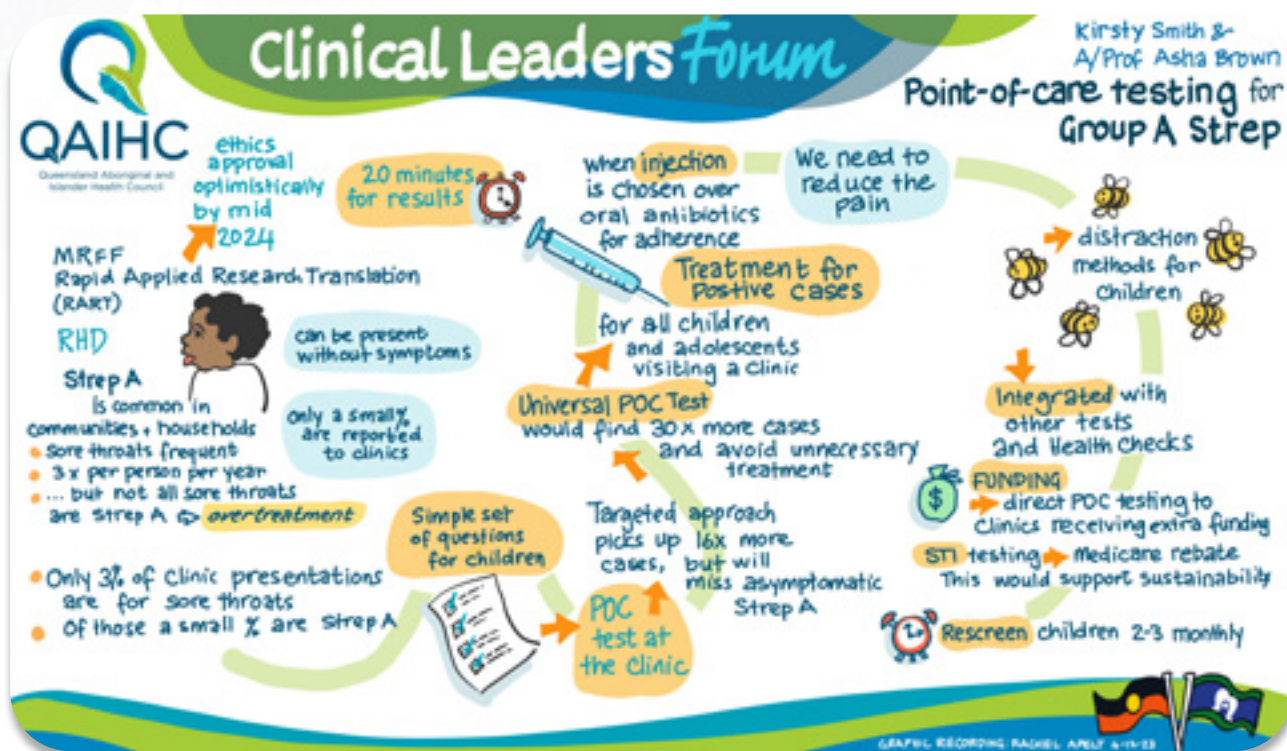 QAIHC
Queensland Aboriginal and
Islander Health Council
Clinical Leaders Forum
Kirsty Smith &
A/Prof Asha Brown
Point-of-care testing for
Group A Strep
ethics
approval
optimistically
by mid
2024
MRFF
Rapid Applied Research Translation
(RART)
RHD
Strep A
is common in
communities + households
sore throats frequent
3x per person per year
... but not all sore throats
are Strep A ⇨ overtreatment
Only 3% of clinic presentations
are for sore throats
Of those a small % are Strep A
20 minutes
for results
can be present
without symptoms
only a small %
are reported
to clinics
Simple set
of questions
for children
POC
test at
the clinic
Targeted approach
picks up 16x more
cases, but will
miss asymptomatic
Strep A
Universal POC Test
would find 30x more cases
and avoid unnecessary
treatment
for all children
and adolescents
visiting a clinic
Treatment for
Postive cases
when injection
is chosen over
oral antibiotics
for adherence
We need to
reduce the
pain
distraction
methods for
children
Integrated with
other tests
and Health Checks
$
FUNDING
direct POC testing to
Clinics receiving extra funding
STI testing medicare rebate
This would support sustainability
Rescreen children 2-3 monthly
GRAPHIC RECORDING RACHEL APELT